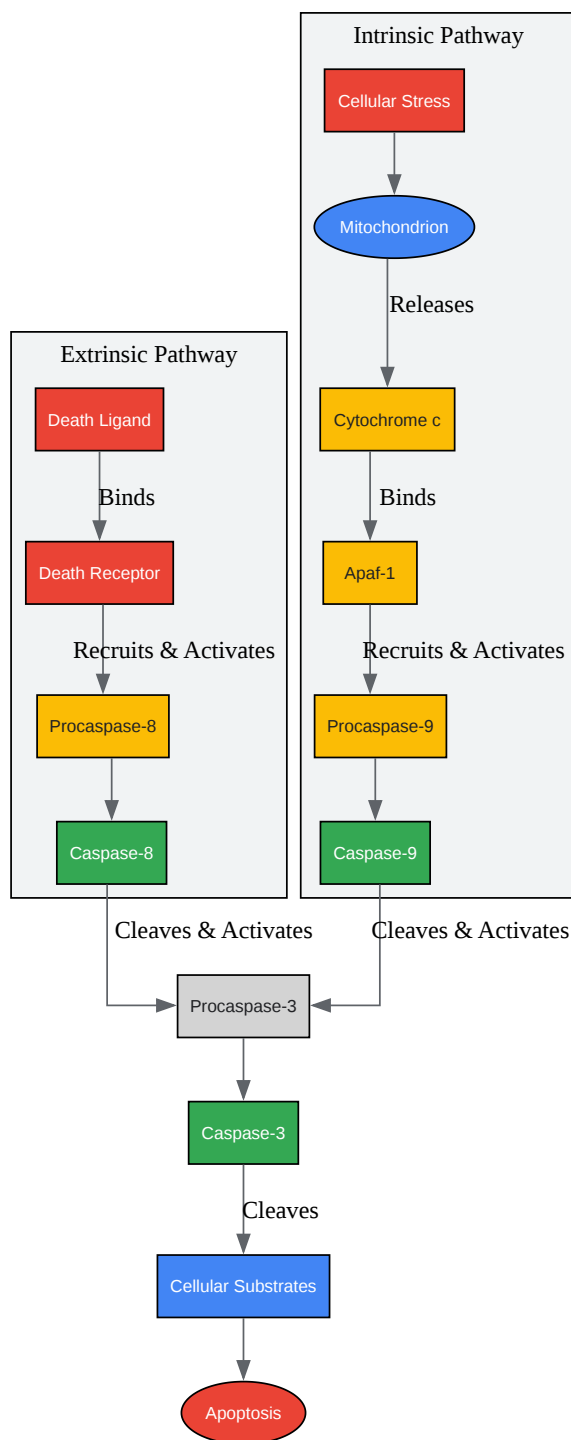 Intrinsic Pathway
Cellular Stress
Mitochondrion
Releases
Cytochrome c
Binds
Apaf-1
Recruits & Activates
Procaspase-9
Caspase-9
Cleaves & Activates
Extrinsic Pathway
Death Ligand
Binds
Death Receptor
Recruits & Activates
Procaspase-8
Caspase-8
Cleaves & Activates
Procaspase-3
Caspase-3
Cleaves
Cellular Substrates
Apoptosis